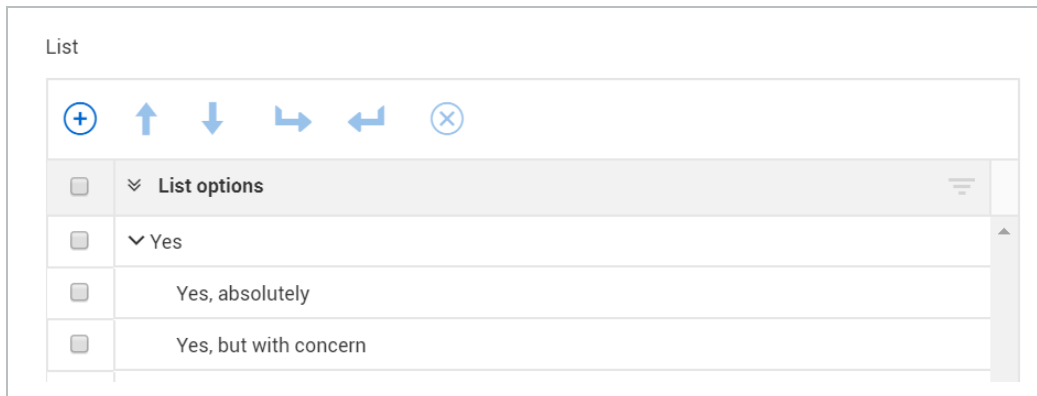 List
List options
Yes
Yes, absolutely
Yes, but with concern